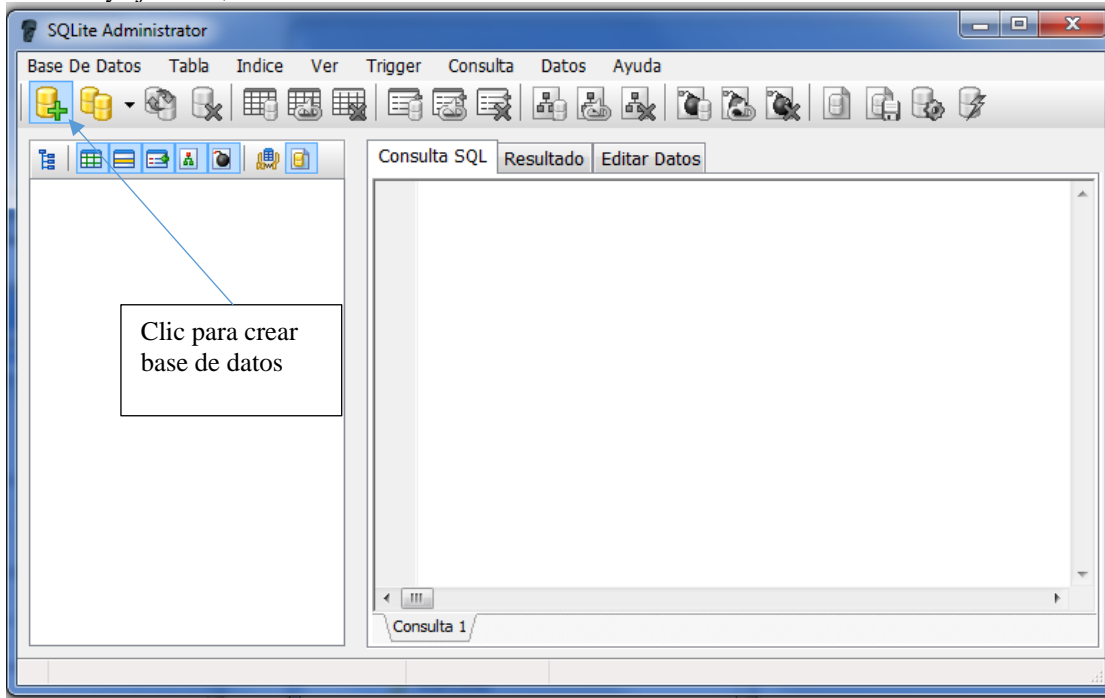 SQLite Administrator
Base De Datos Tabla Indice Ver Trigger Consulta Datos Ayuda
Consulta SQL Resultado Editar Datos
Clic para crear
base de datos
Consulta 1